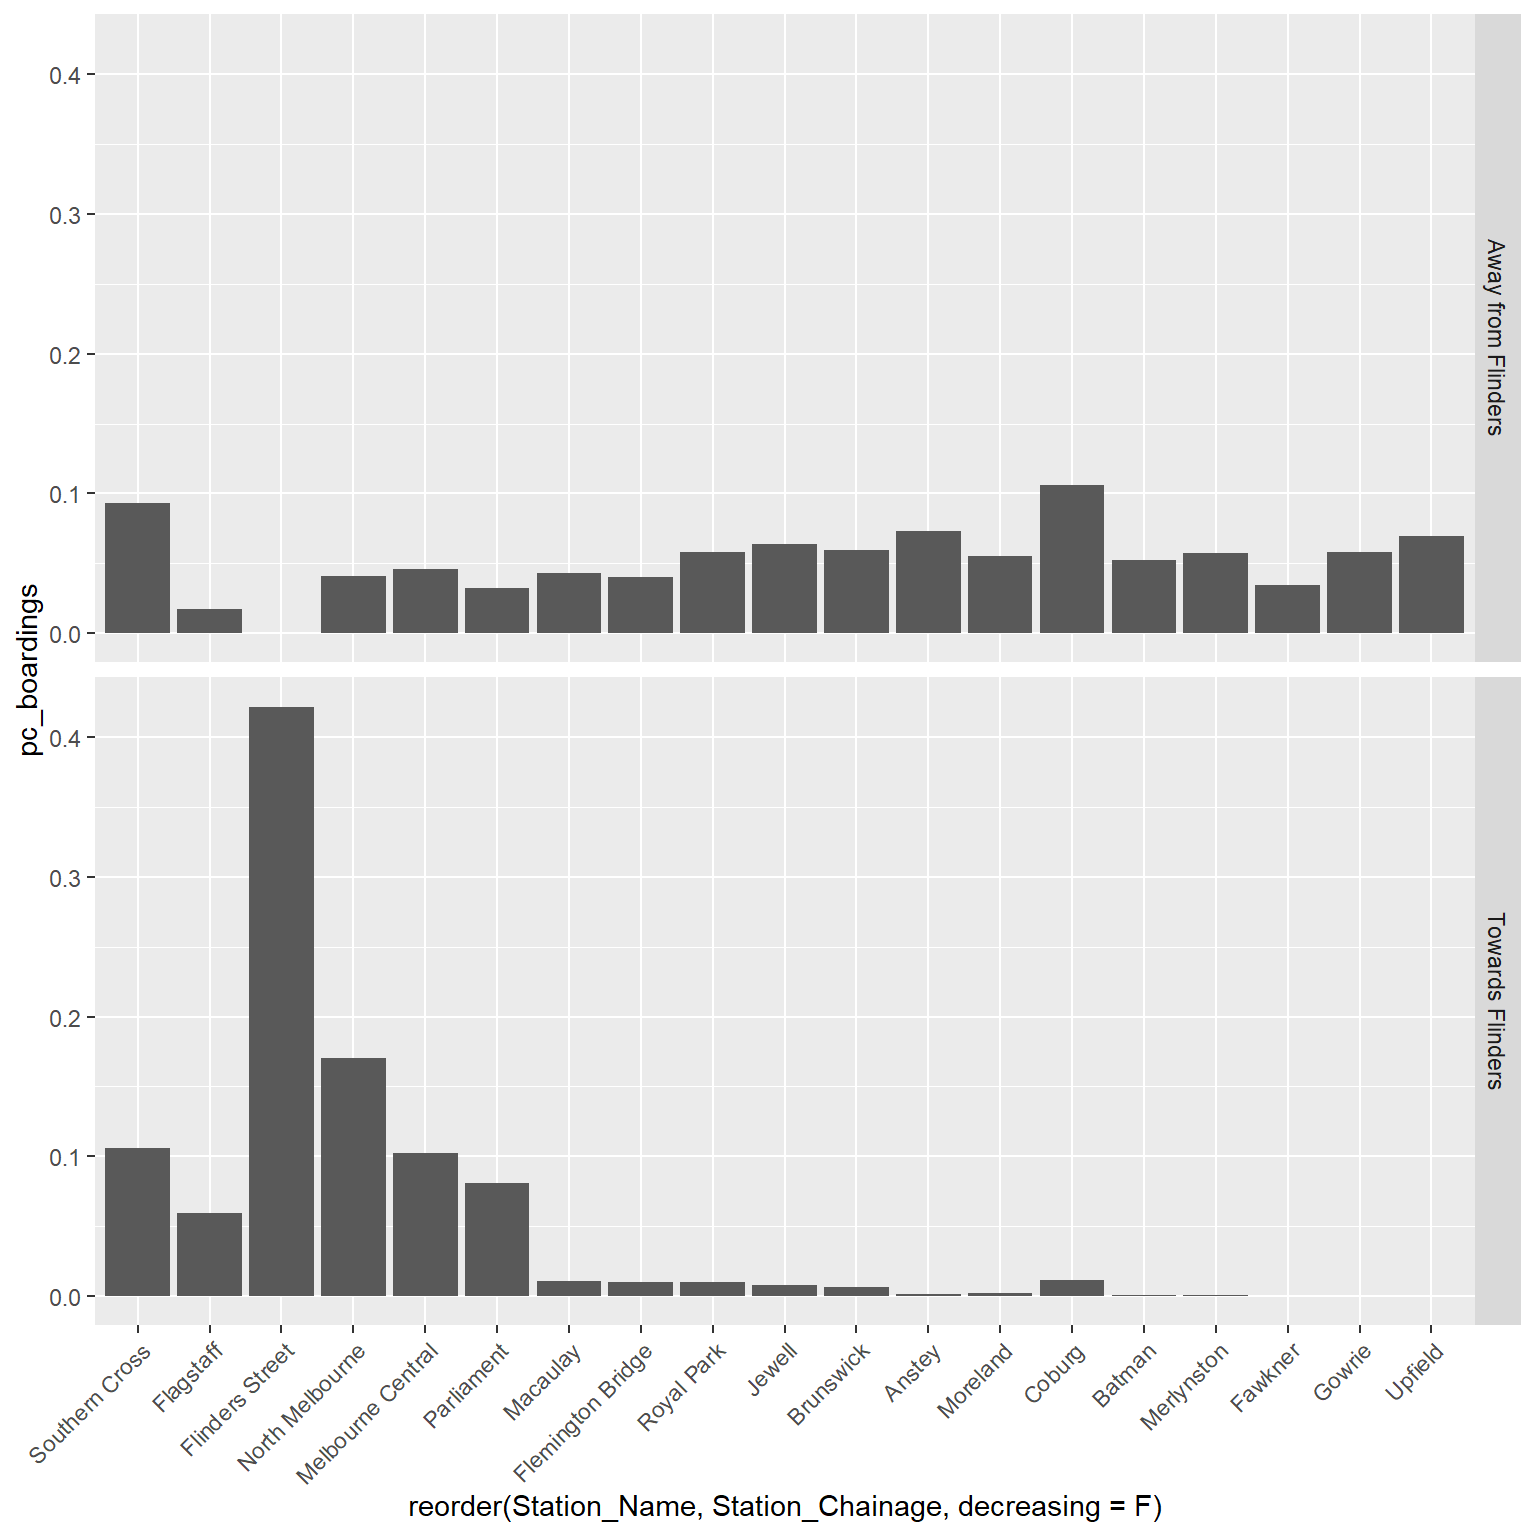 pc_boardings
0.4
0.3
0.2
0.1
0.0
Away from Flinders
0.4
0.3
0.2
0.1
0.0
Towards Flinders
Southern Cross
Flagstaff
Flinders Street
North Melbourne
Melbourne Central
Parliament
Macaulay
Flemington Bridge
Royal Park
Jewell
Brunswick
Anstey
Moreland
Coburg
Batman
Merlynston
Fawkner
Gowrie
Upfield
reorder(Station_Name, Station_Chainage, decreasing = F)